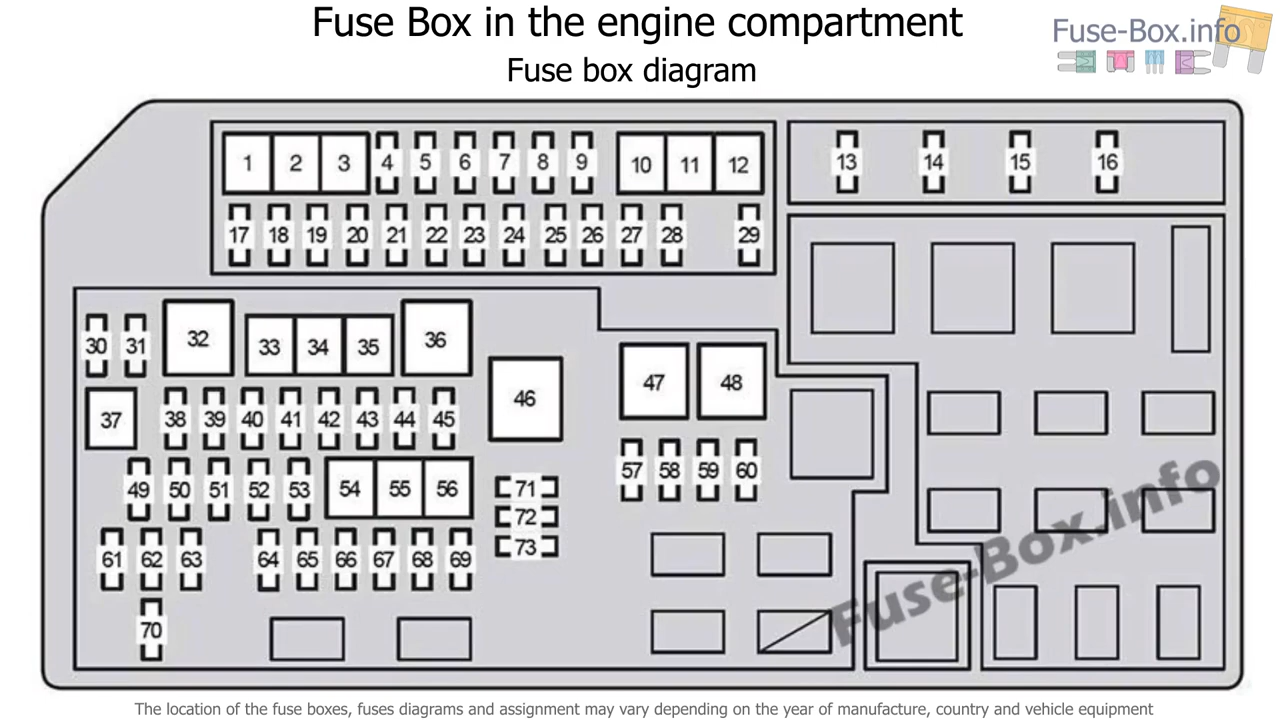 Fuse Box in the engine compartment
Fuse box diagram
Fuse-Box.info
1 2 3 4 5 6 7 8 9 10 11 12
13 14 15 16
17 18 19 20 21 22 23 24 25 26 27 28 29
30 31 32 33 34 35 36
37 38 39 40 41 42 43 44 45 46 47 48
49 50 51 52 53 54 55 56 57 58 59 60
71
72
73
61 62 63 64 65 66 67 68 69
70
Fuse-Box.info
The location of the fuse boxes, fuses diagrams and assignment may vary depending on the year of manufacture, country and vehicle equipment